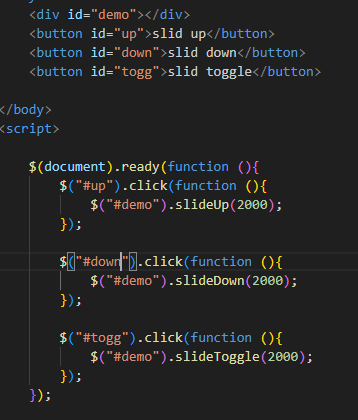 <div id="demo"></div>
<button id="up">slid up</button>
<button id="down">slid down</button>
<button id="togg">slid toggle</button>
</body>
<script>
$(document).ready(function (){
$("#up").click(function (){
$("#demo").slideUp(2000);
});
$("#down").click(function (){
$("#demo").slideDown(2000);
});
$("#togg").click(function (){
$("#demo").slideToggle(2000);
});
});